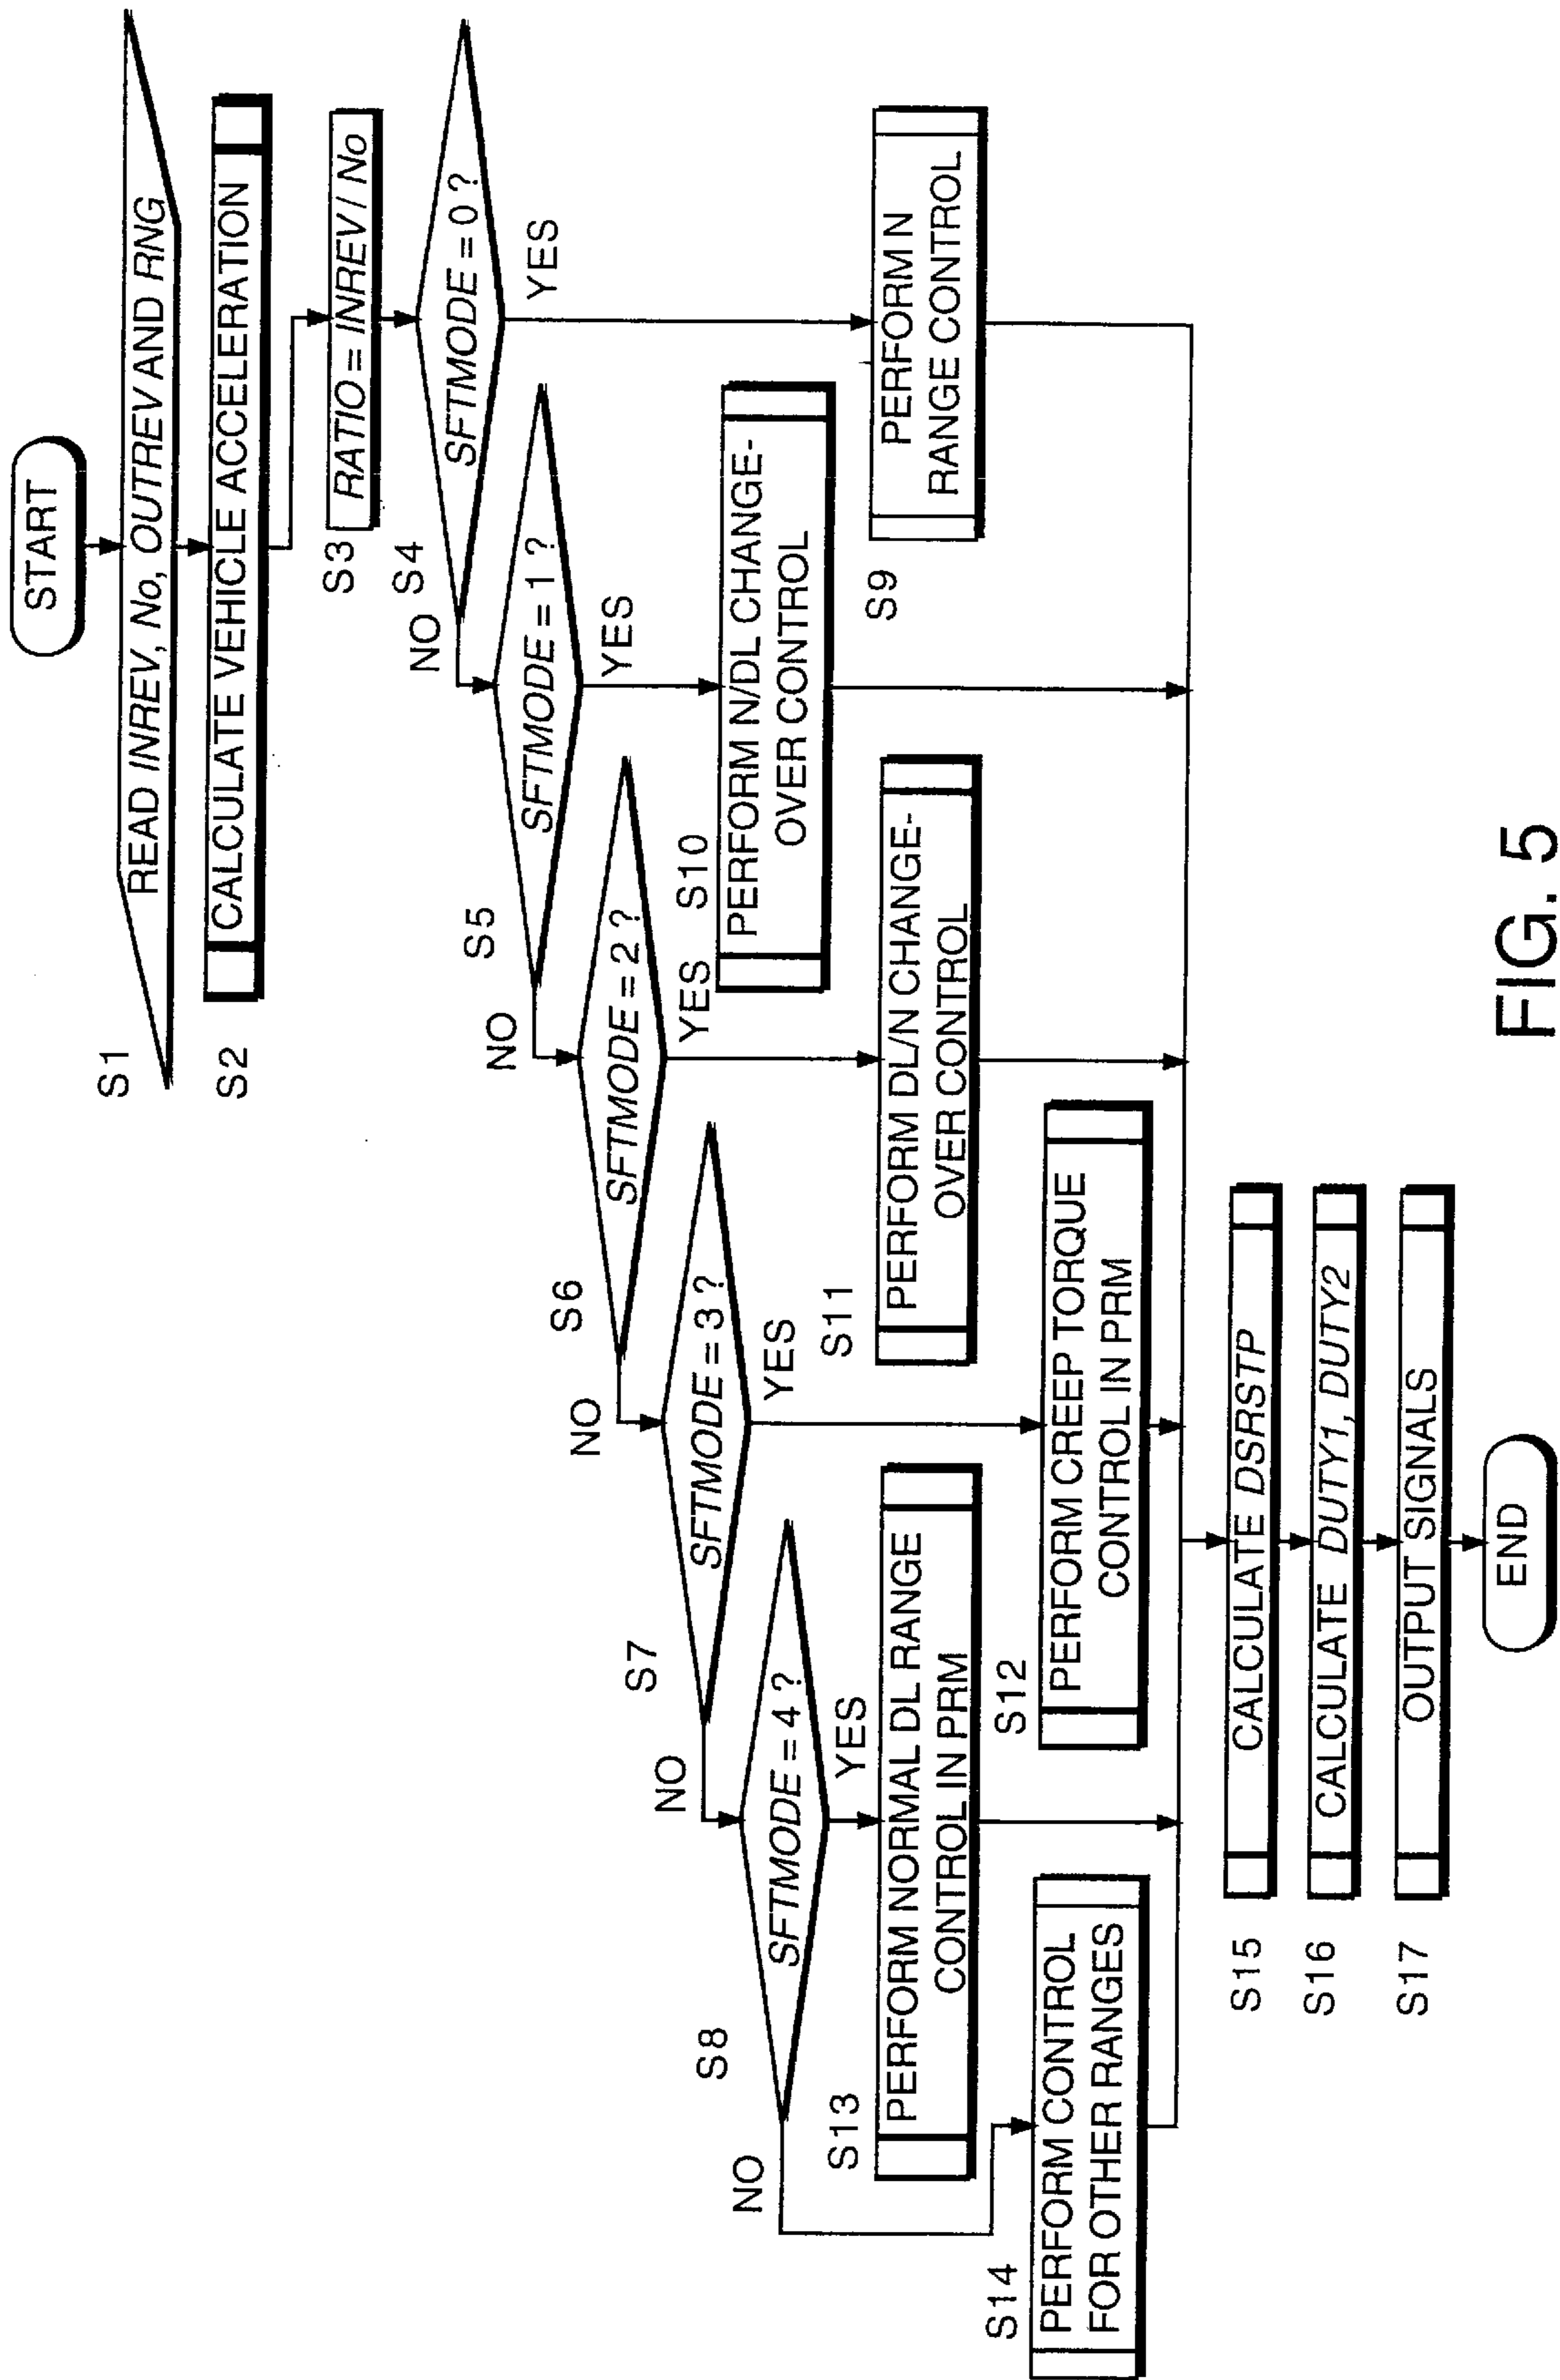 START
S1
READ INREV, No, OUTREV AND RNG
S2
CALCULATE VEHICLE ACCELERATION
S3
RATIO = INREV / No
S4
SFTMODE = 0 ?
NO
YES
S5
SFTMODE = 1 ?
NO
YES
S6
SFTMODE = 2 ?
NO
YES
S7
SFTMODE = 3 ?
NO
YES
S8
SFTMODE = 4 ?
NO
YES
S9
PERFORM N
RANGE CONTROL
S10
PERFORM N/DL CHANGE-
OVER CONTROL
S11
PERFORM DL/N CHANGE-
OVER CONTROL
S12
PERFORM CREEP TORQUE
CONTROL IN PRM
S13
PERFORM NORMAL DL RANGE
CONTROL IN PRM
S14
PERFORM CONTROL
FOR OTHER RANGES
S15
CALCULATE DSRSTP
S16
CALCULATE DUTY1, DUTY2
S17
OUTPUT SIGNALS
END
FIG. 5